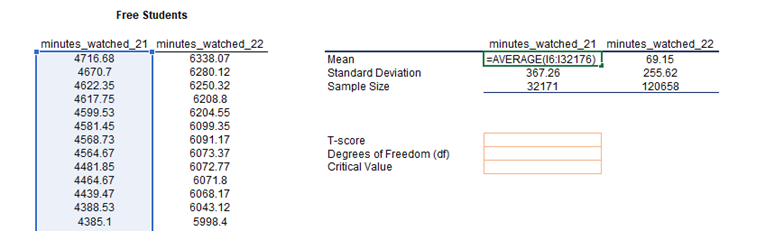 Free Students
minutes_watched_21 minutes_watched_22 minutes_watched_21 minutes_watched_22
4716.68 6338.07 Mean =AVERAGE(I6:I32176) 69.15
4670.7 6280.12 Standard Deviation 367.26 255.62
4622.35 6250.32 Sample Size 32171 120658
4617.75 6208.8
4599.53 6204.55
4581.45 6099.35
4568.73 6091.17 T-score
4564.67 6073.37 Degrees of Freedom (df)
4481.85 6072.77 Critical Value
4464.67 6071.8
4439.47 6068.17
4388.53 6043.12
4385.1 5998.4